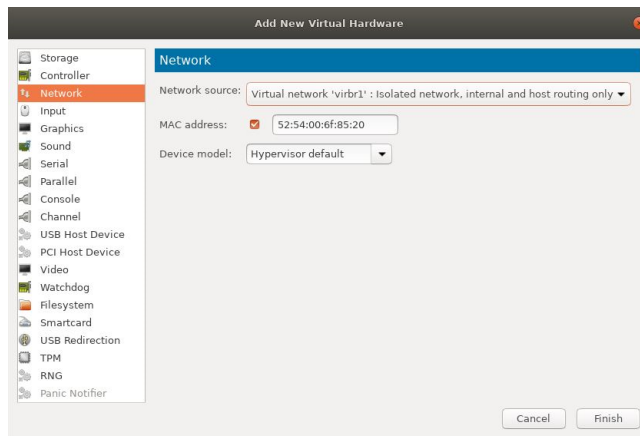 Add New Virtual Hardware
Storage
Controller
Network
Input
Graphics
Sound
Serial
Parallel
Console
Channel
USB Host Device
PCI Host Device
Video
Watchdog
Filesystem
Smartcard
USB Redirection
TPM
RNG
Panic Notifier
Network
Network source: Virtual network 'virbr1' : Isolated network, internal and host routing only
MAC address: 52:54:00:6f:85:20
Device model: Hypervisor default
Cancel Finish